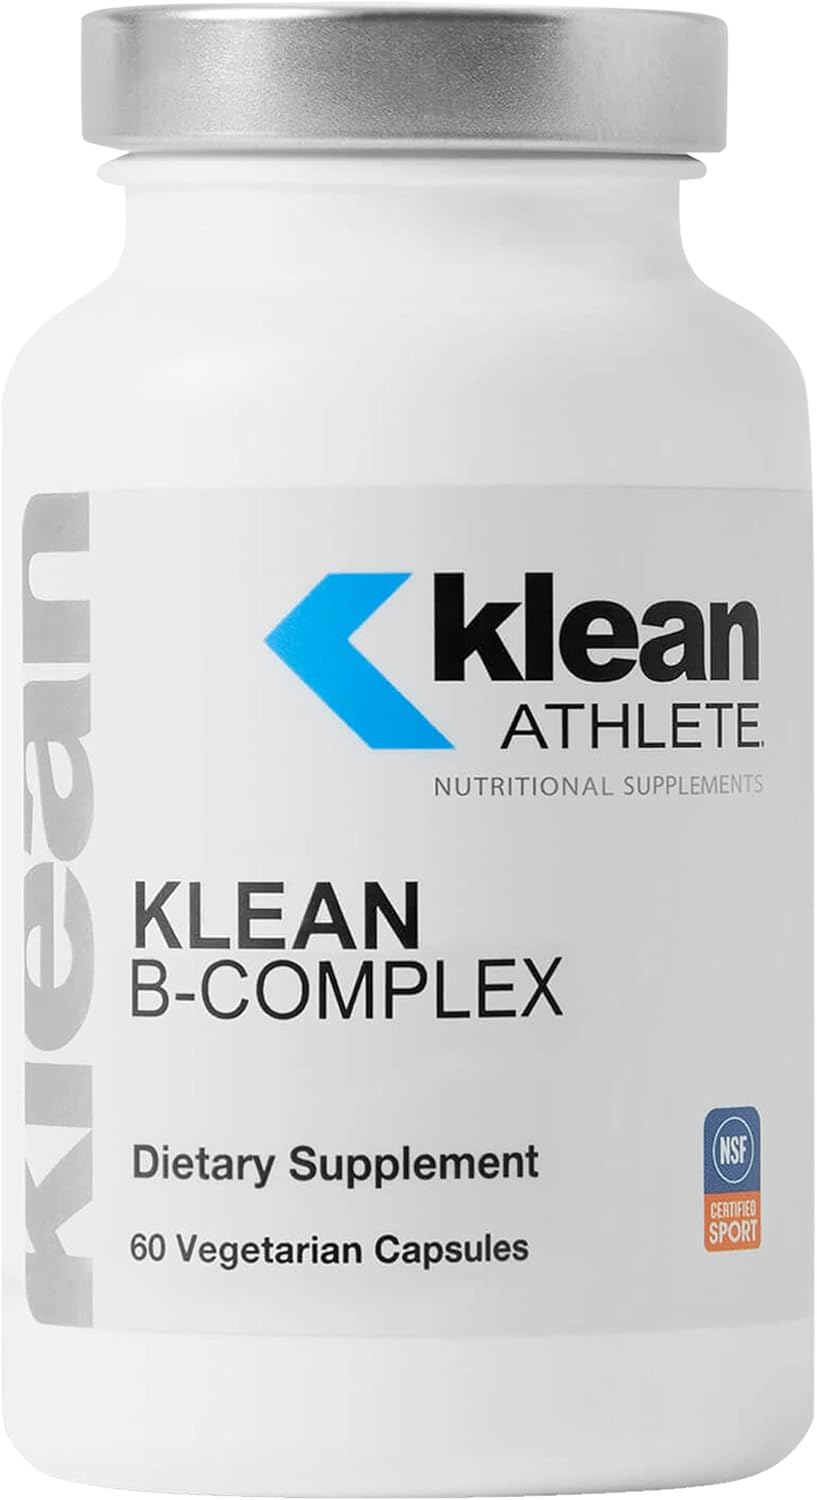 klean
klean
ATHLETE.
NUTRITIONAL SUPPLEMENTS
KLEAN
B-COMPLEX
Dietary Supplement
60 Vegetarian Capsules
NSF
CERTIFIED
SPORT